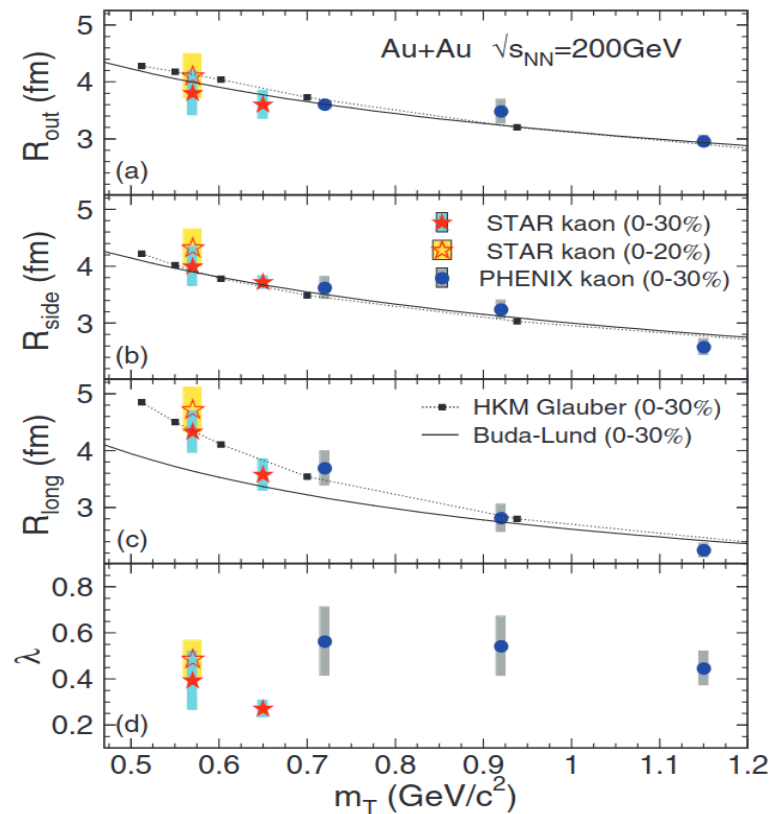 Au+Au √sNN=200GeV
R_out (fm)
5
4
3
(a)
STAR kaon (0-30%)
STAR kaon (0-20%)
PHENIX kaon (0-30%)
R_side (fm)
5
4
3
(b)
HKM Glauber (0-30%)
Buda-Lund (0-30%)
R_long (fm)
5
4
3
(c)
λ
0.8
0.6
0.4
0.2
(d)
0.5 0.6 0.7 0.8 0.9 1 1.1 1.2
m_T (GeV/c²)